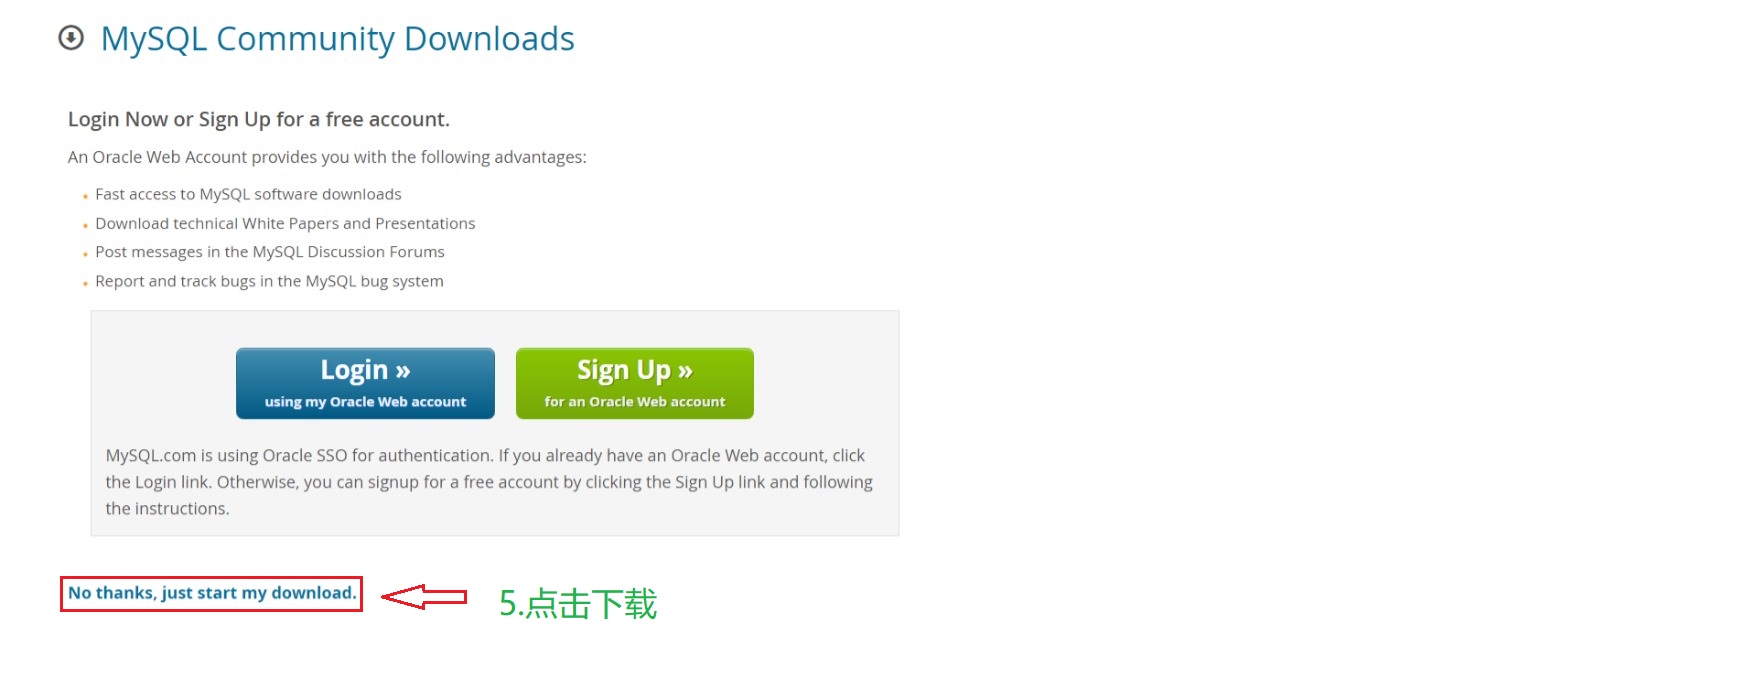 MySQL Community Downloads
Login Now or Sign Up for a free account.
An Oracle Web Account provides you with the following advantages:
Fast access to MySQL software downloads
Download technical White Papers and Presentations
Post messages in the MySQL Discussion Forums
Report and track bugs in the MySQL bug system
Login »
using my Oracle Web account
Sign Up »
for an Oracle Web account
MySQL.com is using Oracle SSO for authentication. If you already have an Oracle Web account, click
the Login link. Otherwise, you can signup for a free account by clicking the Sign Up link and following
the instructions.
No thanks, just start my download.
5.点击下载